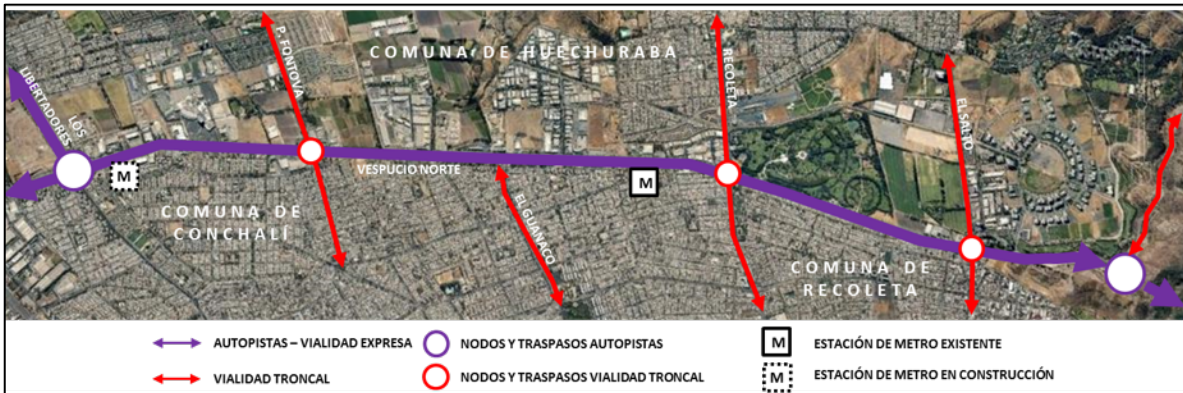 P. FONTOVA
COMUNA DE HUECHURABA
RECOLETA
LOS
LIBERTADORES
EL SALTO
M
VESPUCIO NORTE
M
COMUNA DE
CONCHALÍ
EL GUANACO
COMUNA DE
RECOLETA
AUTOPISTAS – VIALIDAD EXPRESA
NODOS Y TRASPASOS AUTOPISTAS
M
ESTACIÓN DE METRO EXISTENTE
VIALIDAD TRONCAL
NODOS Y TRASPASOS VIALIDAD TRONCAL
M
ESTACIÓN DE METRO EN CONSTRUCCIÓN